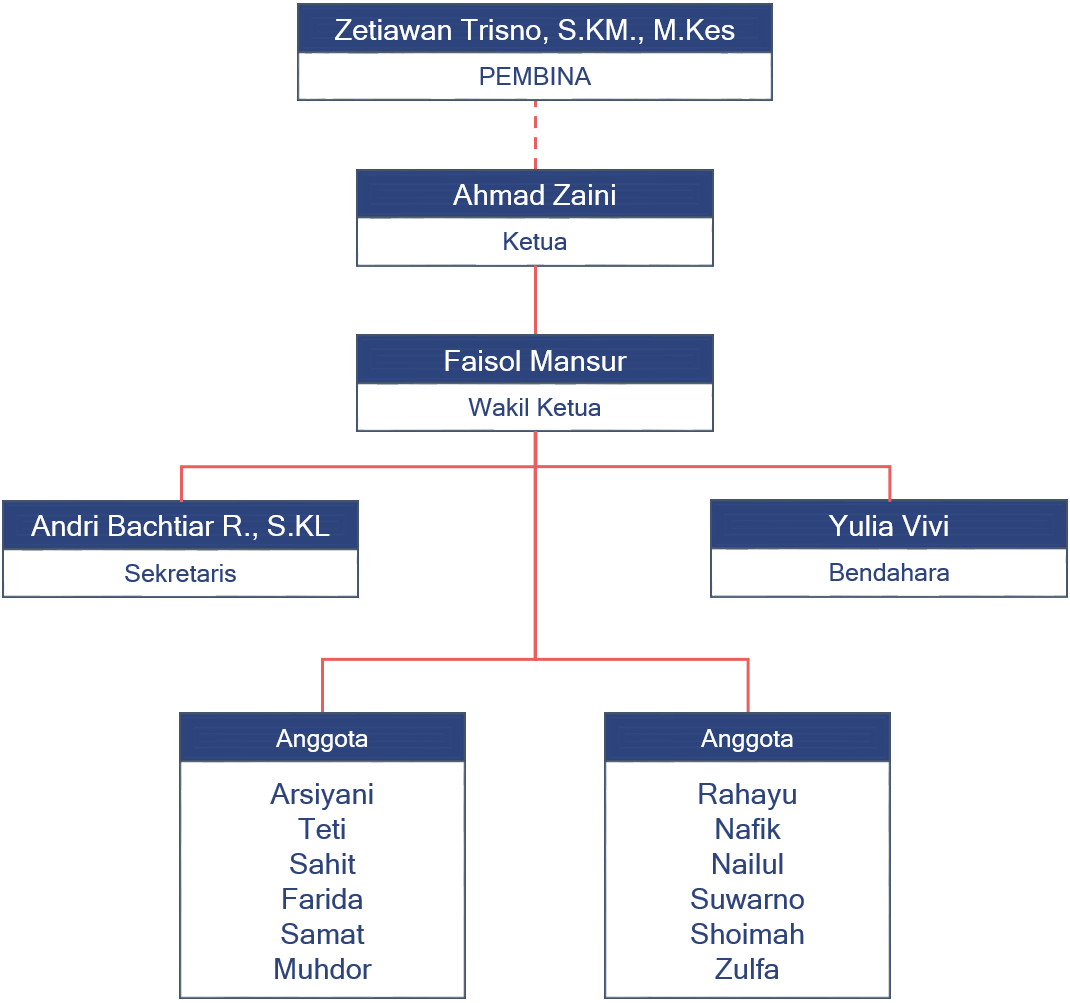 Zetiawan Trisno, S.KM., M.Kes
PEMBINA
Ahmad Zaini
Ketua
Faisol Mansur
Wakil Ketua
Andri Bachtiar R., S.KL
Sekretaris
Yulia Vivi
Bendahara
Anggota
Arsiyani
Teti
Sahit
Farida
Samat
Muhdor
Anggota
Rahayu
Nafik
Nailul
Suwarno
Shoimah
Zulfa